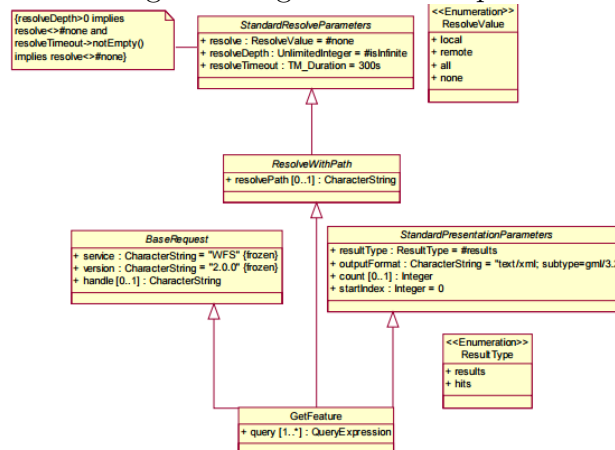 {resolveDepth>0 implies
resolve<>#none and
resolveTimeout->notEmpty()
implies resolve<>#none}
StandardResolveParameters
+ resolve : ResolveValue = #none
+ resolveDepth : UnlimitedInteger = #isInfinite
+ resolveTimeout : TM_Duration = 300s
<<Enumeration>>
ResolveValue
+ local
+ remote
+ all
+ none
ResolveWithPath
+ resolvePath [0..1] : CharacterString
BaseRequest
+ service : CharacterString = "WFS" {frozen}
+ version : CharacterString = "2.0.0" {frozen}
+ handle [0..1] : CharacterString
StandardPresentationParameters
+ resultType : ResultType = #results
+ outputFormat : CharacterString = "text/xml; subtype=gml/3.
+ count [0..1] : Integer
+ startIndex : Integer = 0
<<Enumeration>>
ResultType
+ results
+ hits
GetFeature
+ query [1..*] : QueryExpression